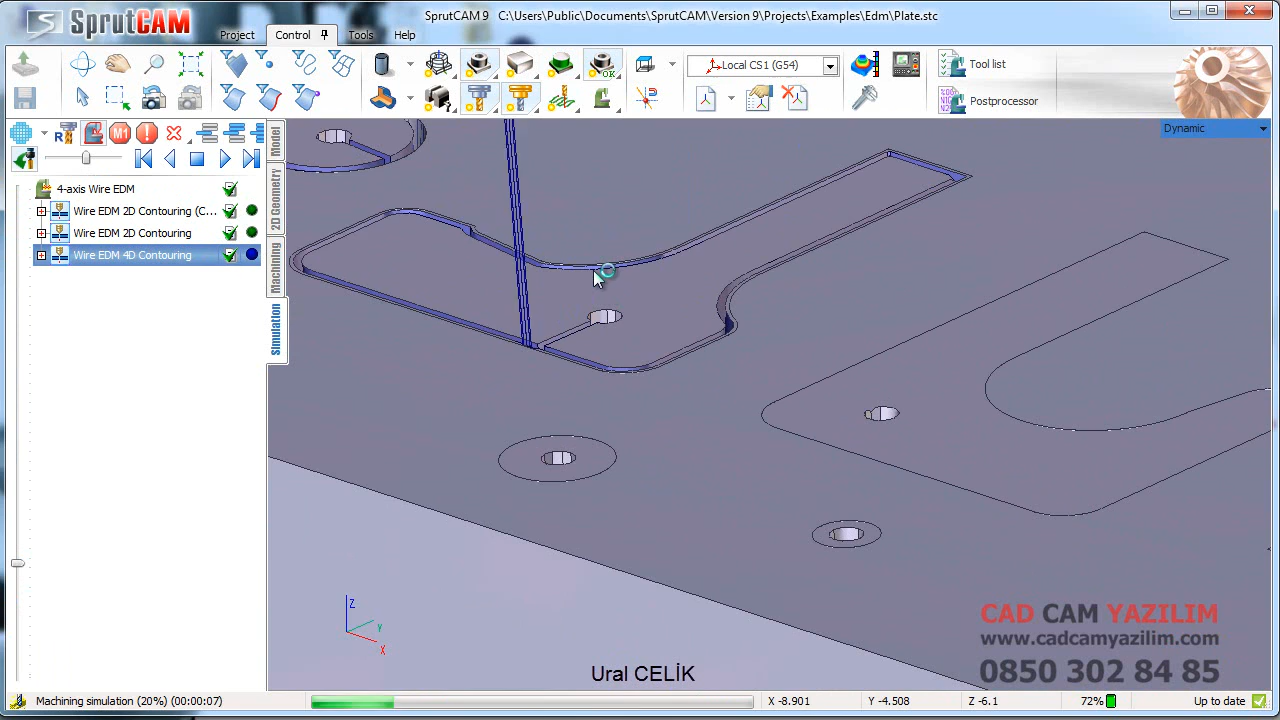 SprutCAM
SprutCAM 9 C:\Users\Public\Documents\SprutCAM Version 9\Projects\Examples\Edm\Plate.stc
Project Control Tools Help
Local CS1 (G54)
Tool list
Postprocessor
Dynamic
R
M1
Model
2D Geometry
Machining
Simulation
4-axis Wire EDM
Wire EDM 2D Contouring (C...
Wire EDM 2D Contouring
Wire EDM 4D Contouring
Z
Y
X
CAD CAM YAZILIM
www.cadcamyazilim.com
0850 302 84 85
Ural CELİK
Machining simulation (20%) (00:00:07) X -3.901 Y -4.508 Z -6.1 72% Up to date